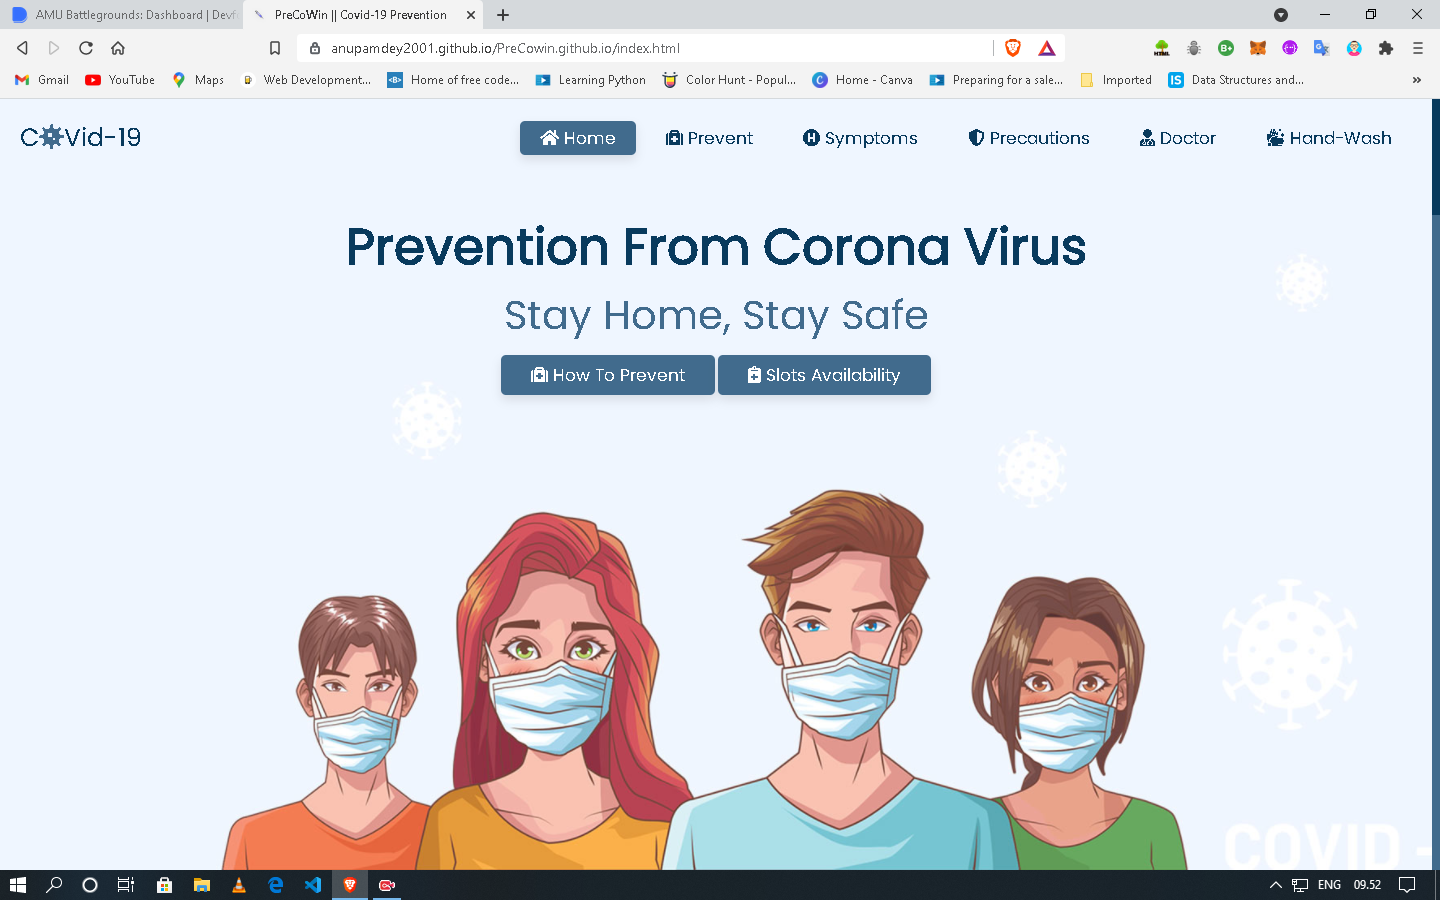 AMU Battlegrounds: Dashboard | Devf
PreCoWin || Covid-19 Prevention
anupamdey2001.github.io/PreCowin.github.io/index.html
Gmail YouTube Maps Web Development... Home of free code... Learning Python Color Hunt - Popul... Home - Canva Preparing for a sale... Imported Data Structures and...
C Vid-19
Home Prevent Symptoms Precautions Doctor Hand-Wash
Prevention From Corona Virus
Stay Home, Stay Safe
How To Prevent Slots Availability
COVID -
ENG 09.52